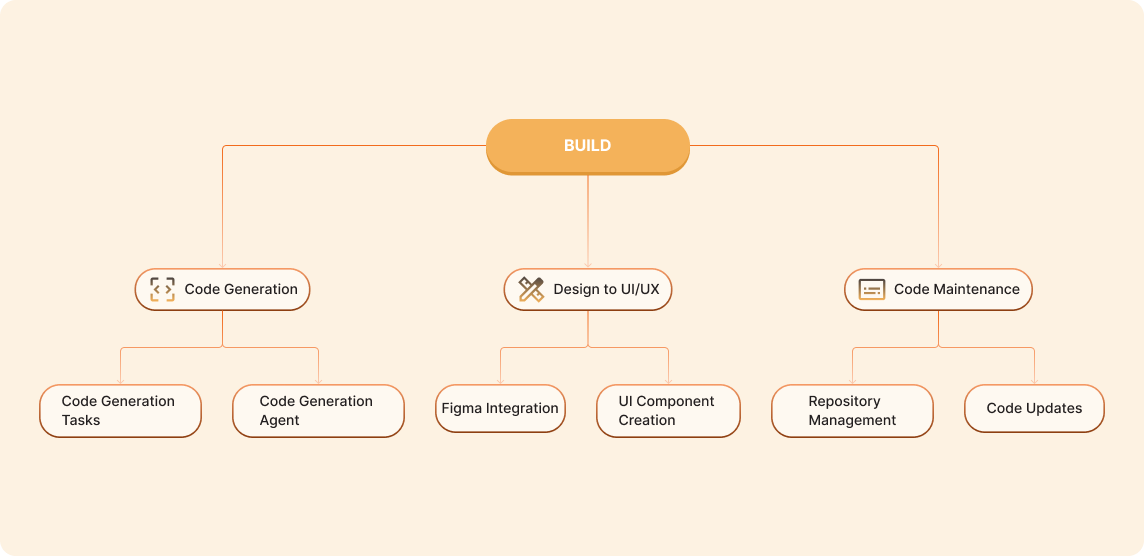 BUILD
Code Generation
Design to UI/UX
Code Maintenance
Code Generation
Tasks
Code Generation
Agent
Figma Integration
UI Component
Creation
Repository
Management
Code Updates